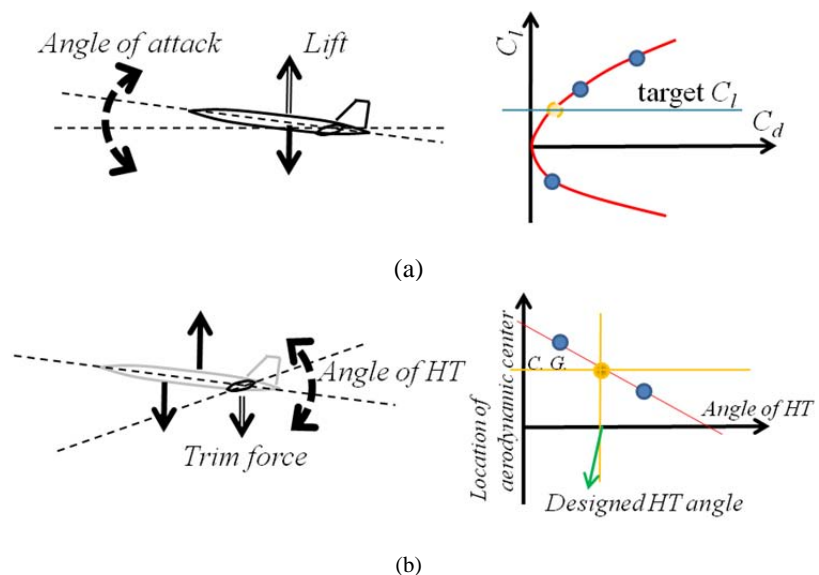 Angle of attack
Lift
C_l
target C_l
C_d
(a)
Angle of HT
Trim force
Location of
aerodynamic center
C. G.
Angle of HT
Designed HT angle
(b)